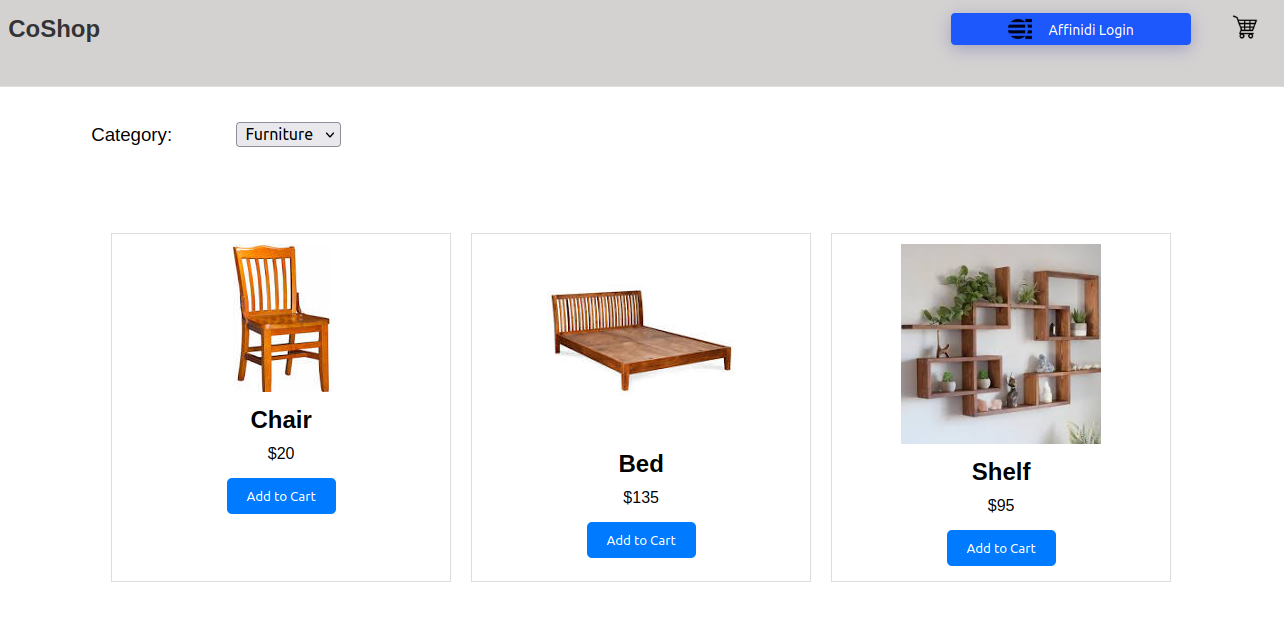 CoShop
Affinidi Login
Category:
Furniture
Chair
$20
Add to Cart
Bed
$135
Add to Cart
Shelf
$95
Add to Cart